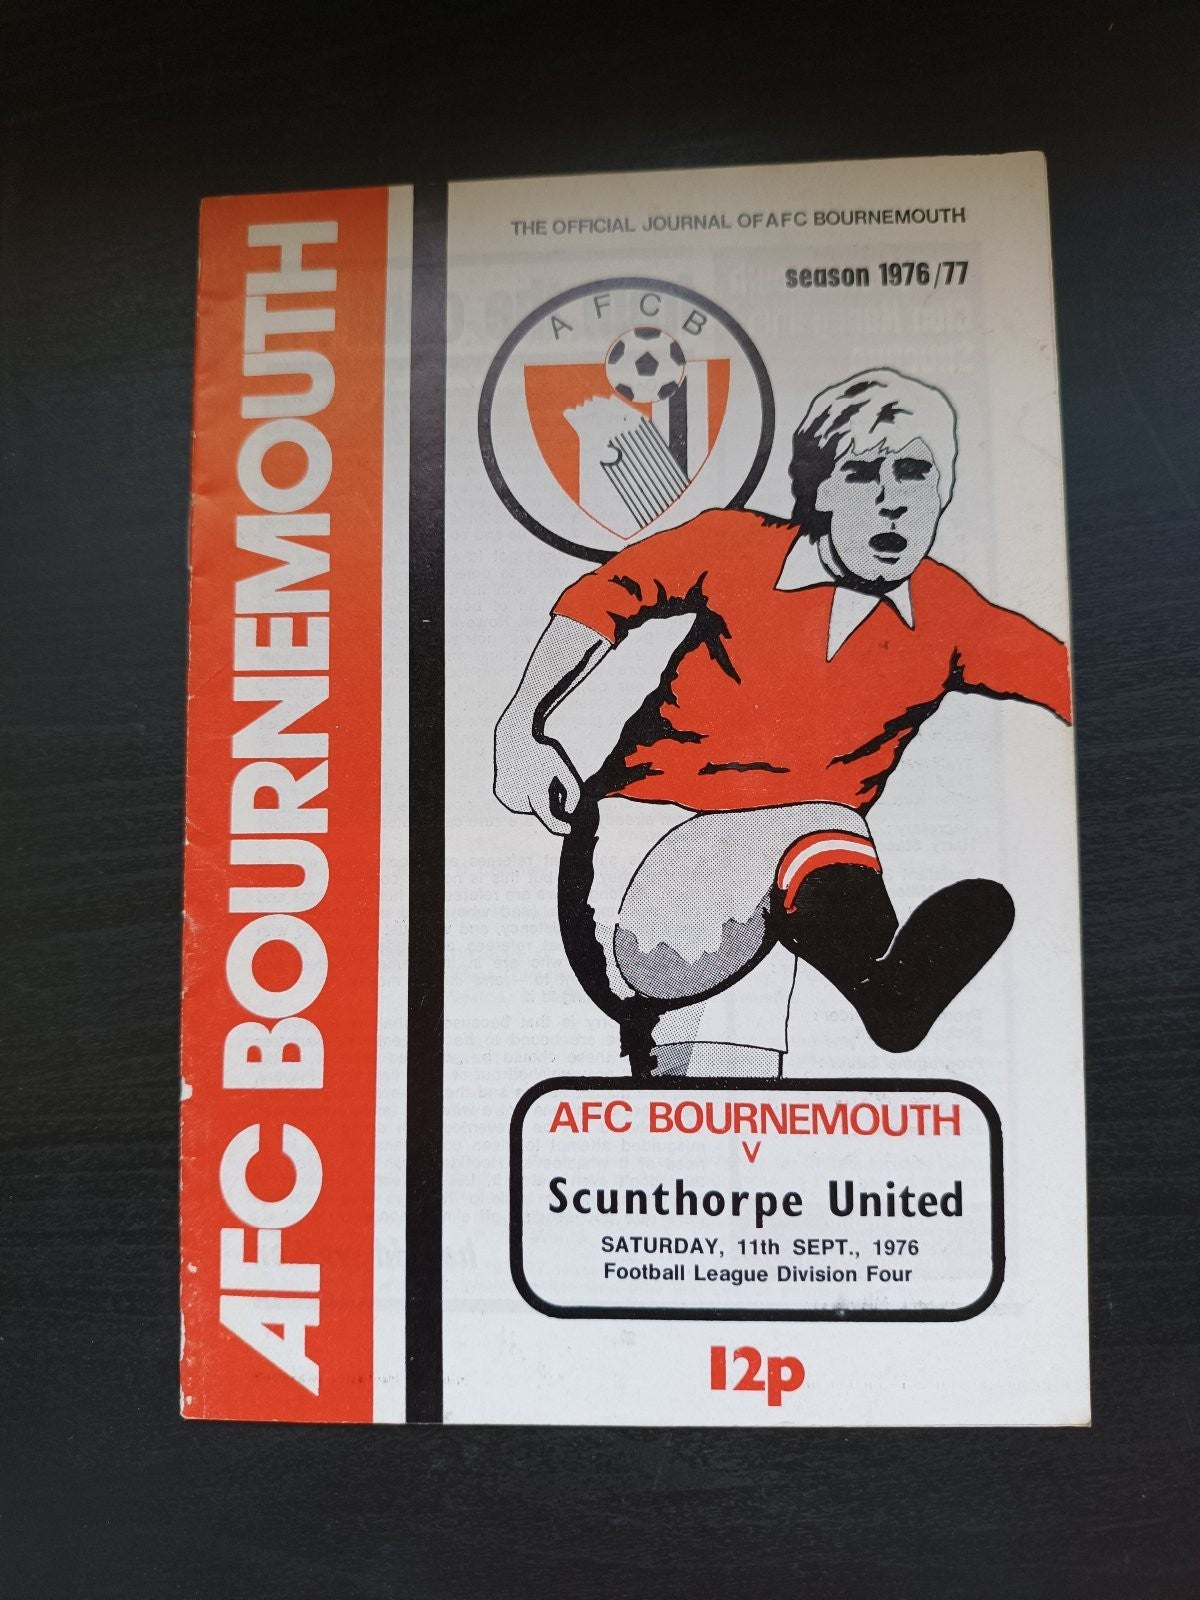 AFC BOURNEMOUTH
THE OFFICIAL JOURNAL OF AFC BOURNEMOUTH
season 1976/77
AFCB
AFC BOURNEMOUTH
V
Scunthorpe United
SATURDAY, 11th SEPT., 1976
Football League Division Four
12p